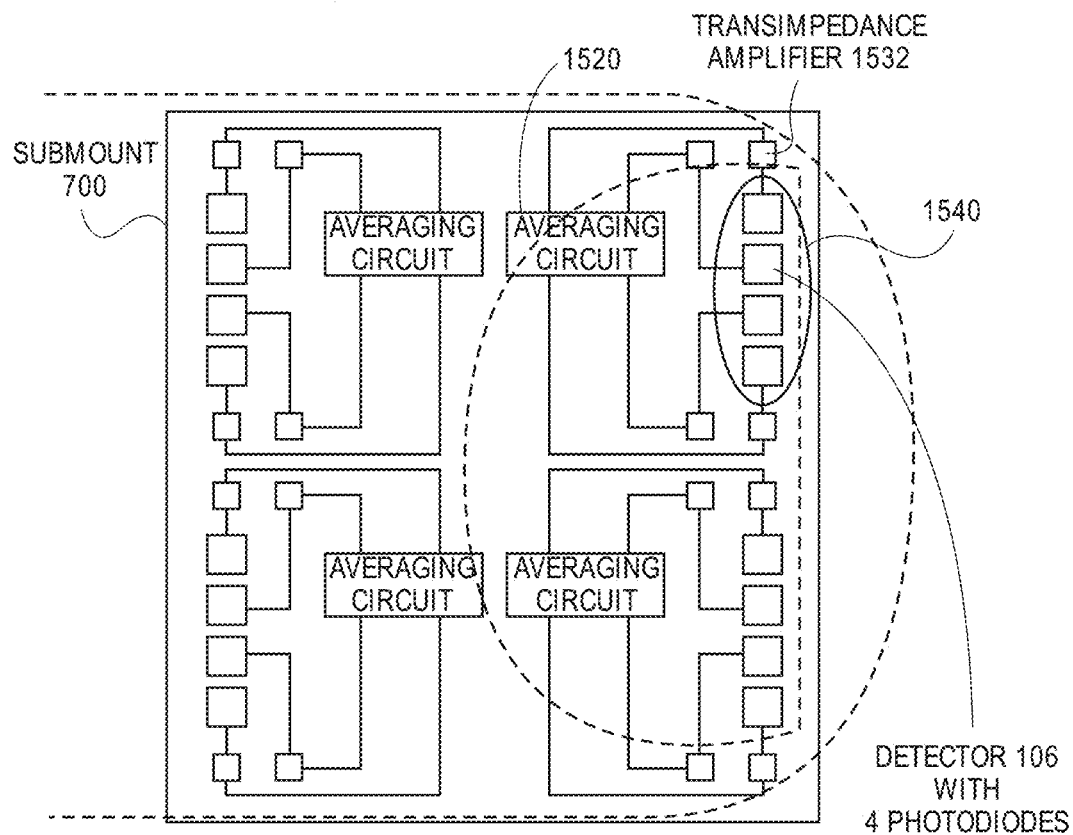 TRANSIMPEDANCE
AMPLIFIER 1532
1520
SUBMOUNT
700
1540
AVERAGING
CIRCUIT
AVERAGING
CIRCUIT
AVERAGING
CIRCUIT
AVERAGING
CIRCUIT
DETECTOR 106
WITH
4 PHOTODIODES